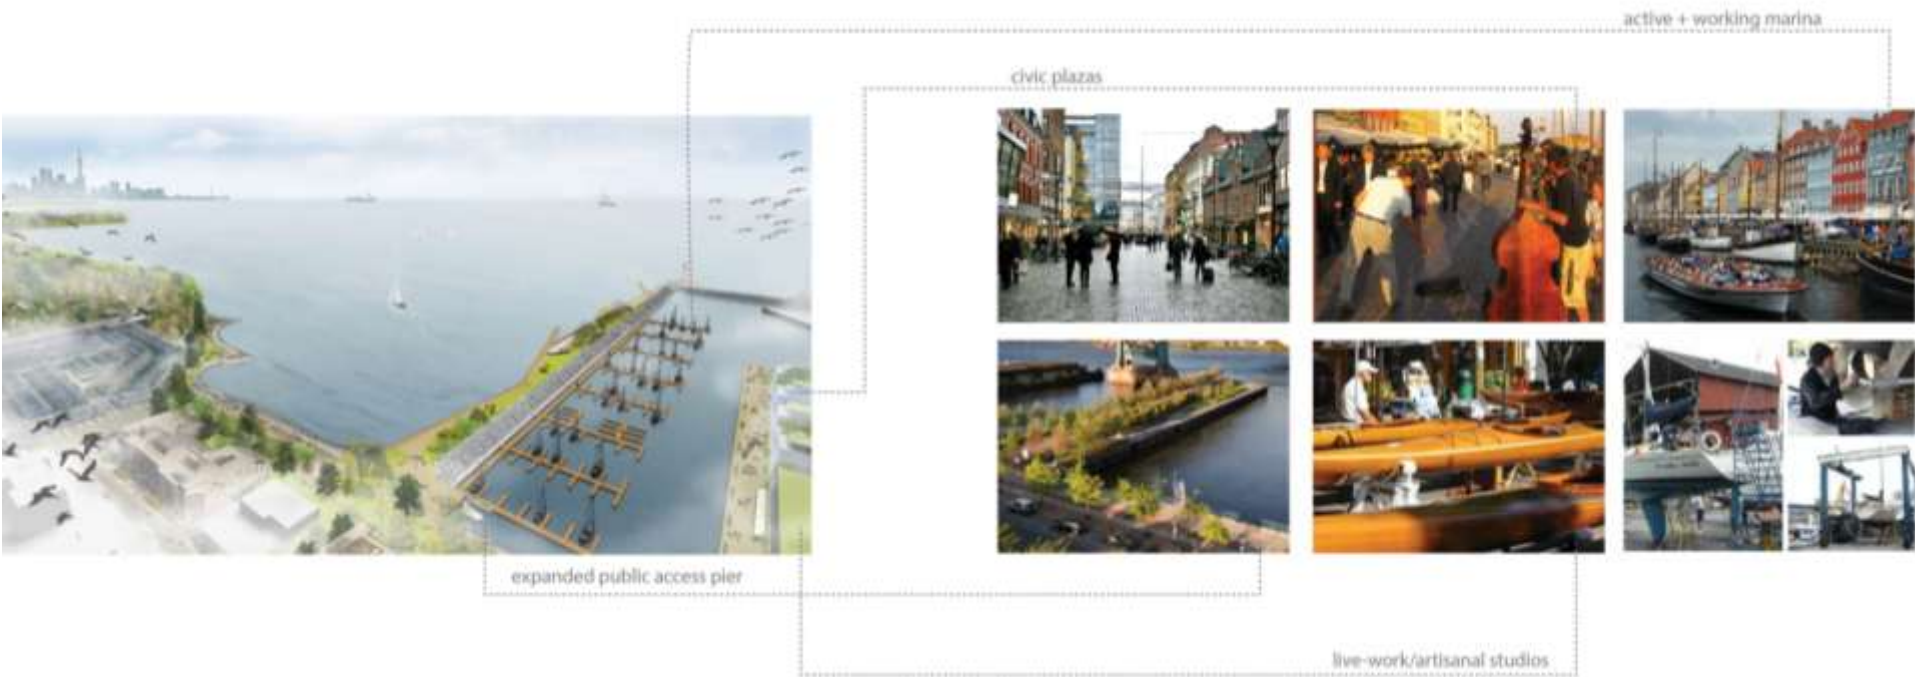 active + working marina
civic plazas
expanded public access pier
live-work/artisanal studios